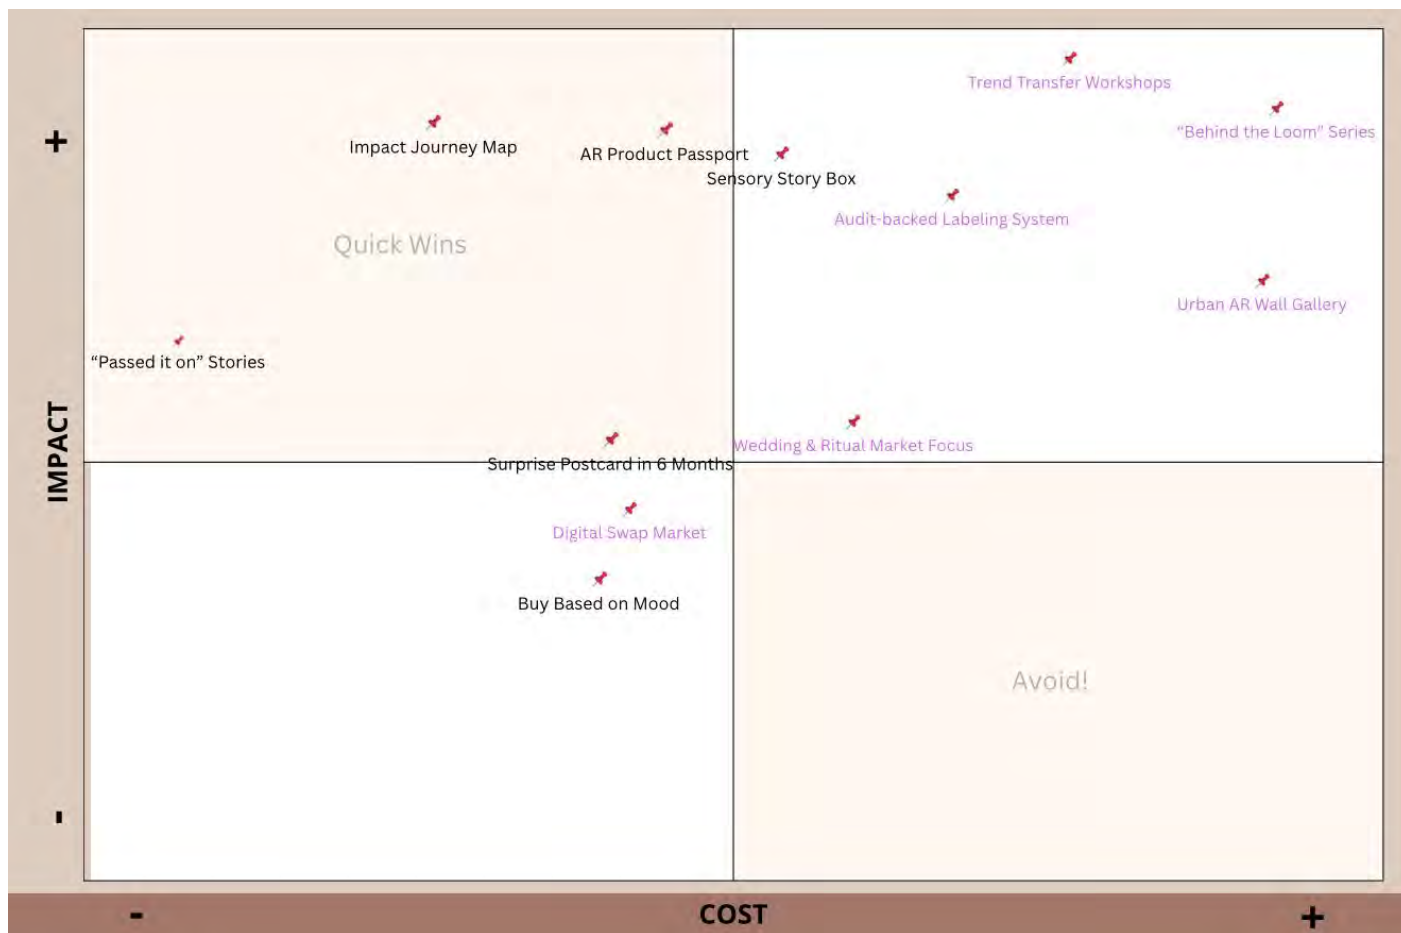 Trend Transfer Workshops
“Behind the Loom” Series
+
Impact Journey Map
AR Product Passport
Sensory Story Box
Audit-backed Labeling System
Quick Wins
Urban AR Wall Gallery
“Passed it on” Stories
IMPACT
Wedding & Ritual Market Focus
Surprise Postcard in 6 Months
Digital Swap Market
Buy Based on Mood
Avoid!
-
- COST +